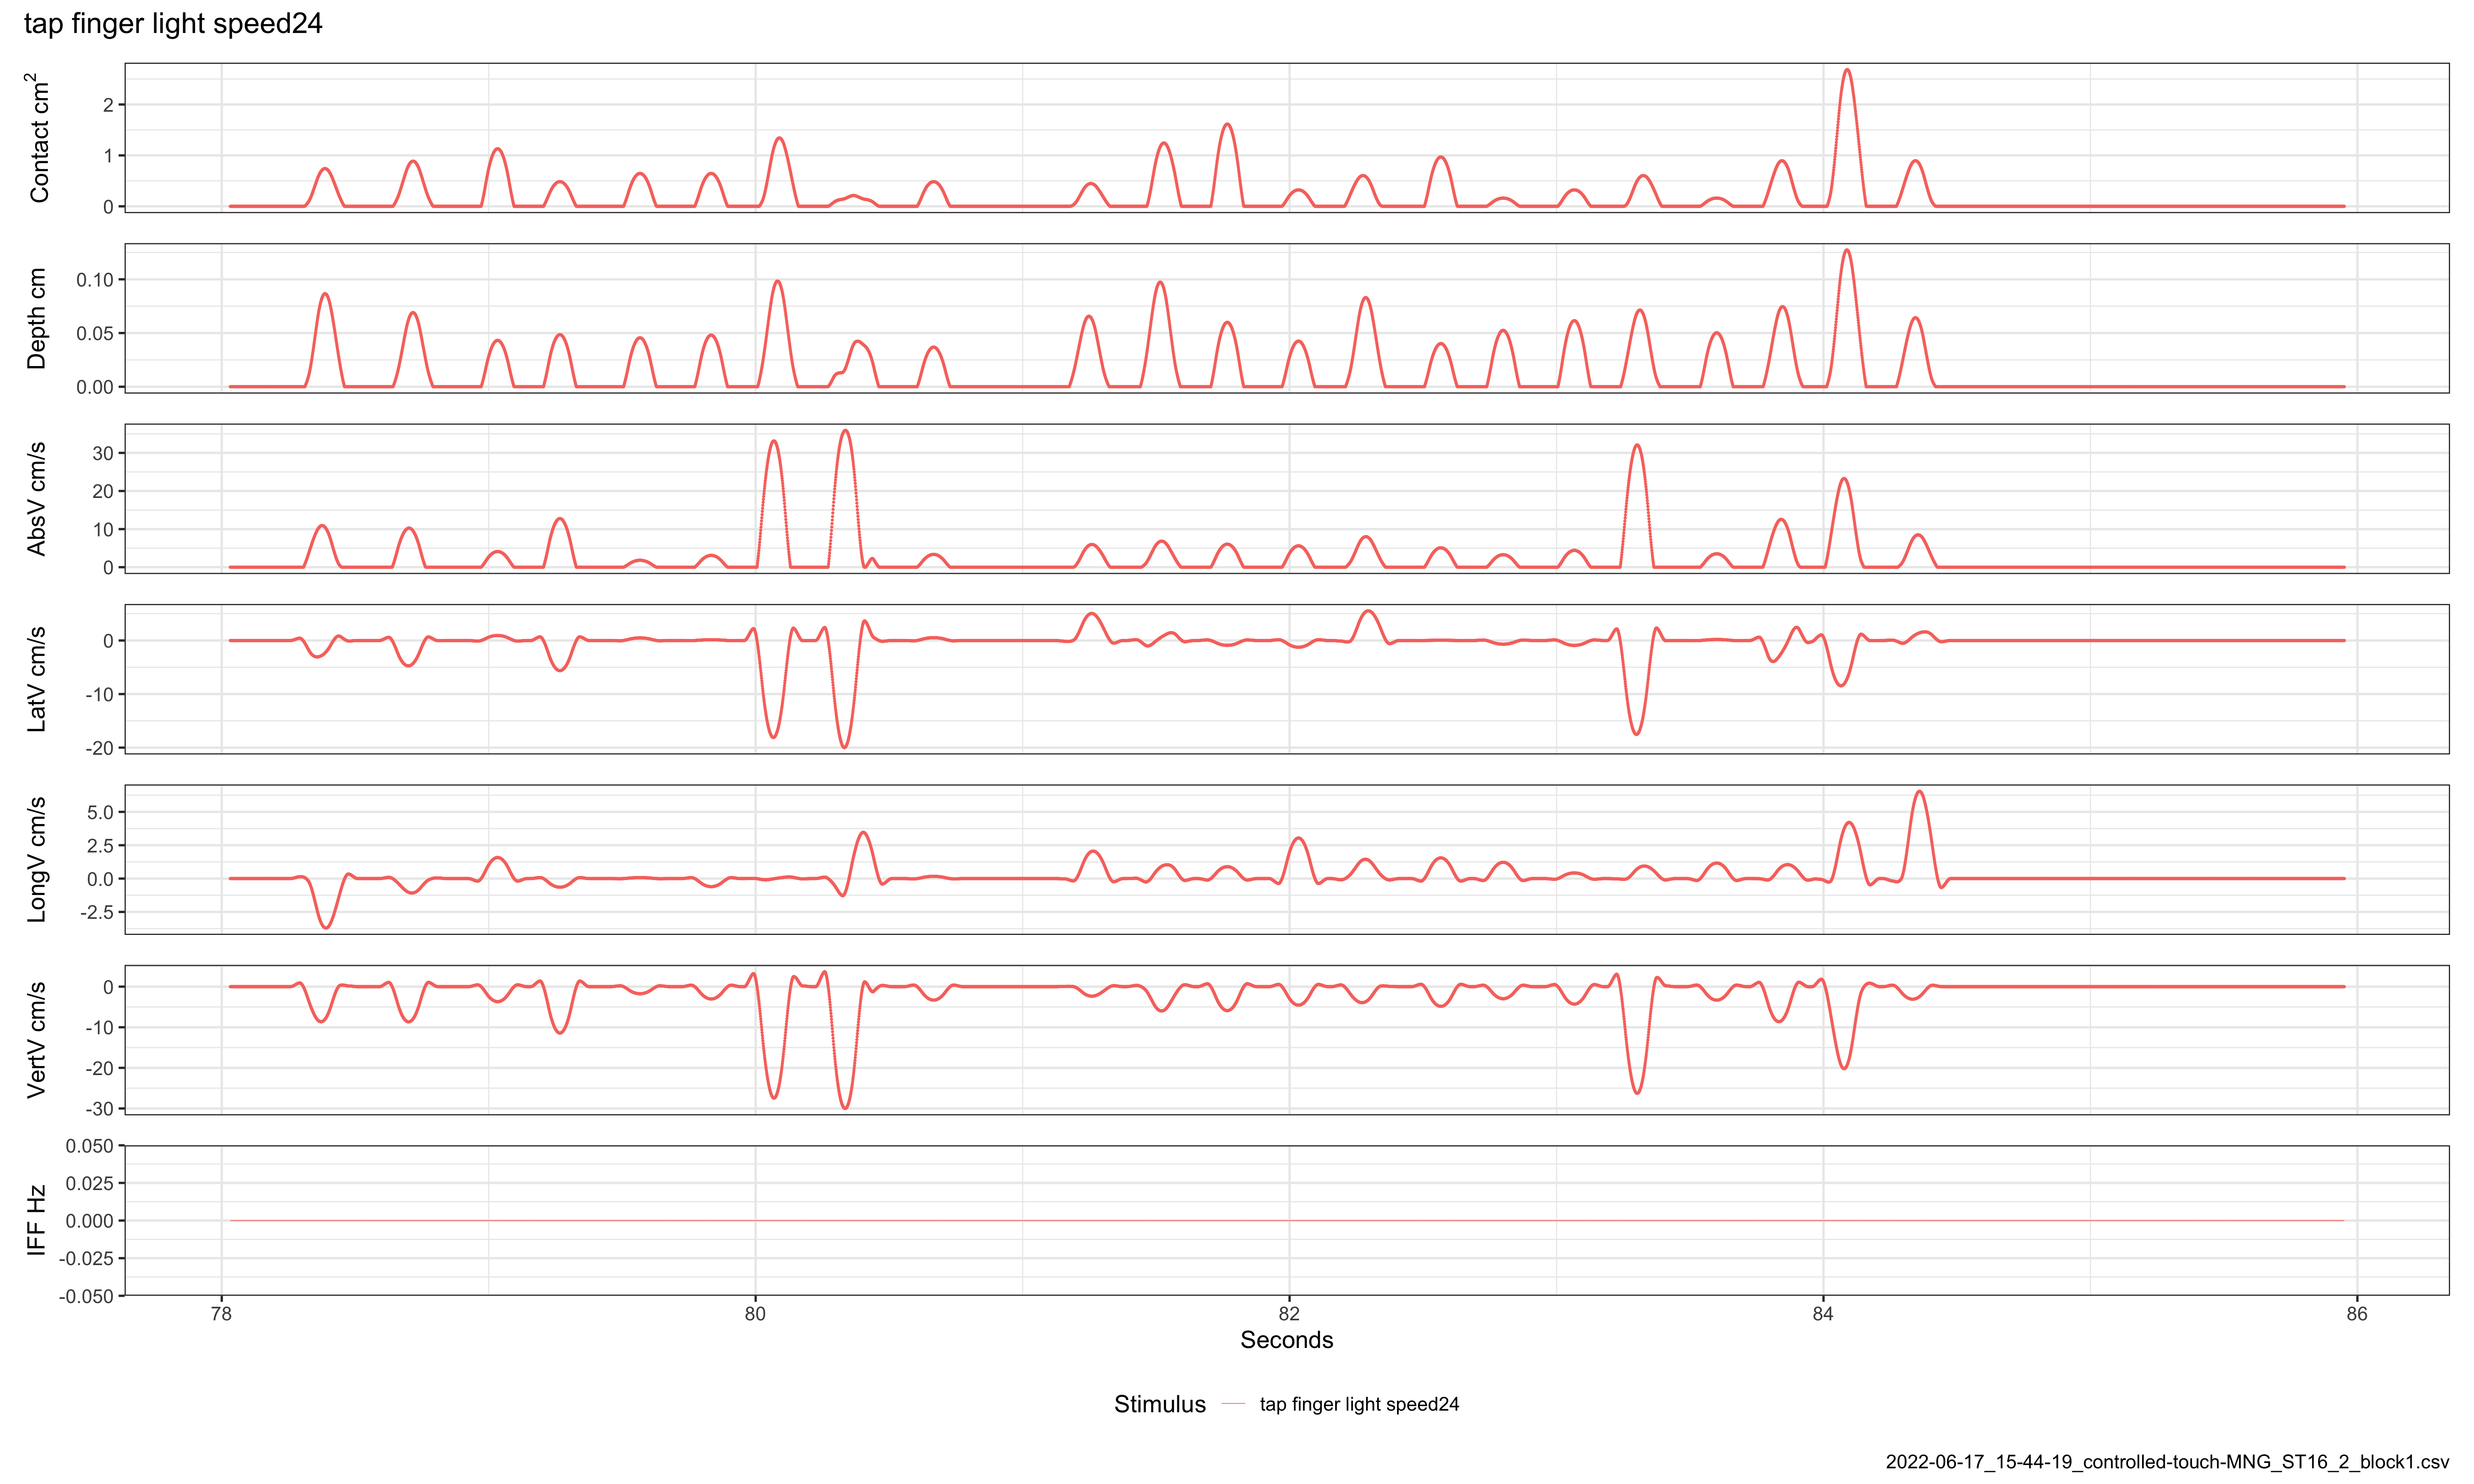 tap finger light speed24
Contact cm²
2
1
0
Depth cm
0.10
0.05
0.00
AbsV cm/s
30
20
10
0
LatV cm/s
0
-10
-20
LongV cm/s
5.0
2.5
0.0
-2.5
VertV cm/s
0
-10
-20
-30
IFF Hz
0.050
0.025
0.000
-0.025
-0.050
78 80 82 84 86
Seconds
Stimulus tap finger light speed24
2022-06-17_15-44-19_controlled-touch-MNG_ST16_2_block1.csv